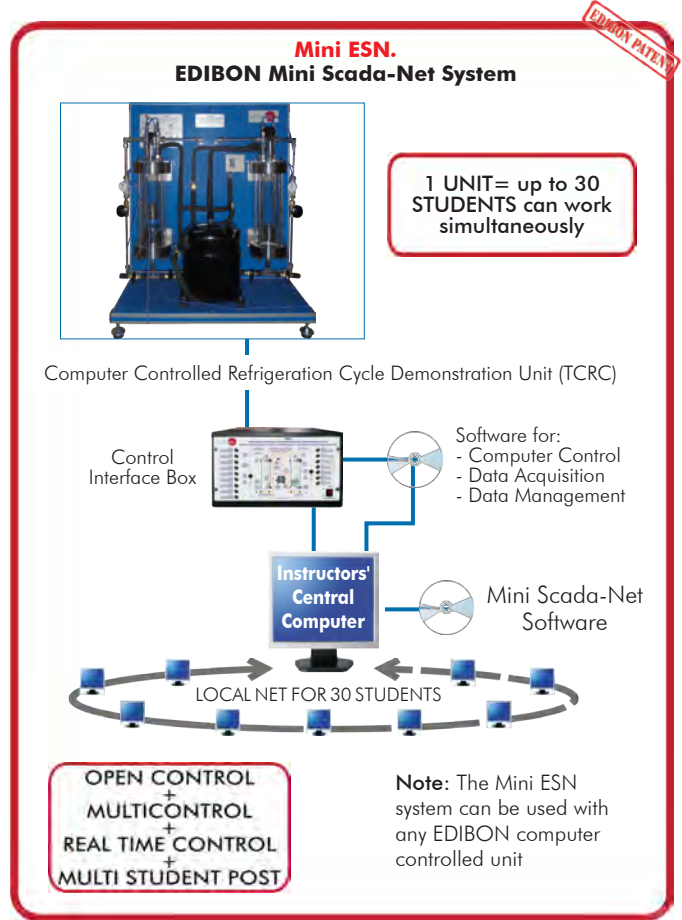 EDIBON PATENT
Mini ESN.
EDIBON Mini Scada-Net System
1 UNIT= up to 30
STUDENTS can work
simultaneously
Computer Controlled Refrigeration Cycle Demonstration Unit (TCRC)
Control
Interface Box
Software for:
- Computer Control
- Data Acquisition
- Data Management
Instructors'
Central
Computer
Mini Scada-Net
Software
LOCAL NET FOR 30 STUDENTS
OPEN CONTROL
+
MULTICONTROL
+
REAL TIME CONTROL
+
MULTI STUDENT POST
Note: The Mini ESN
system can be used with
any EDIBON computer
controlled unit